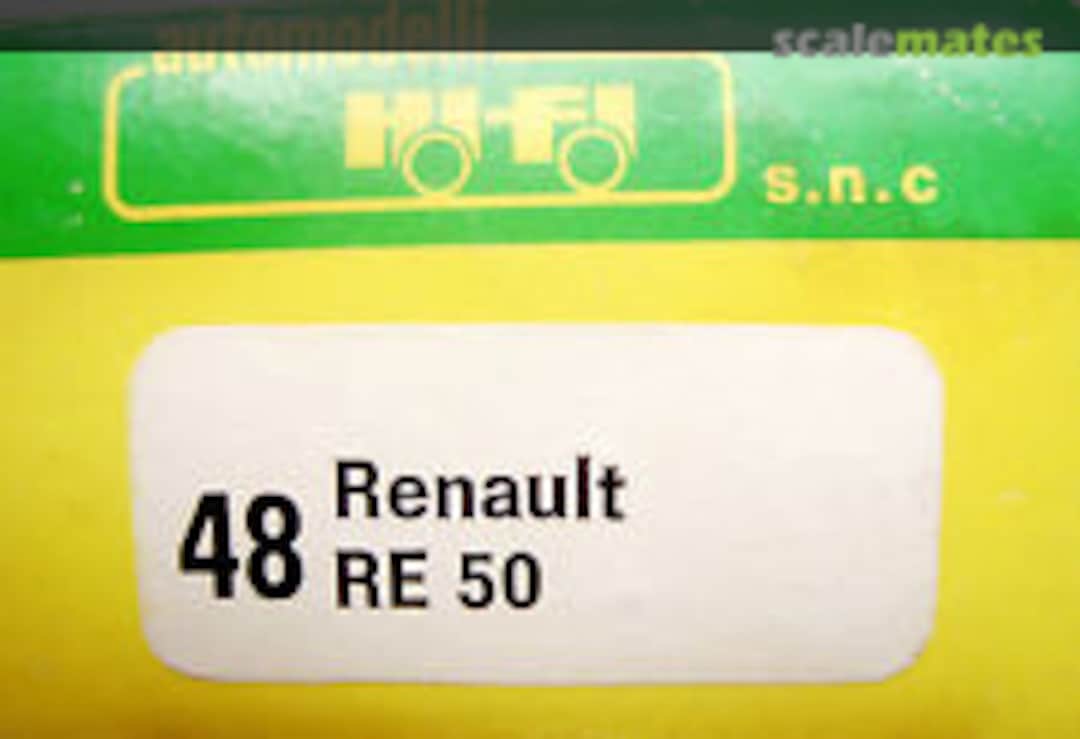 scalemates
automodelli
HI-FI
s.n.c
48 Renault
RE 50